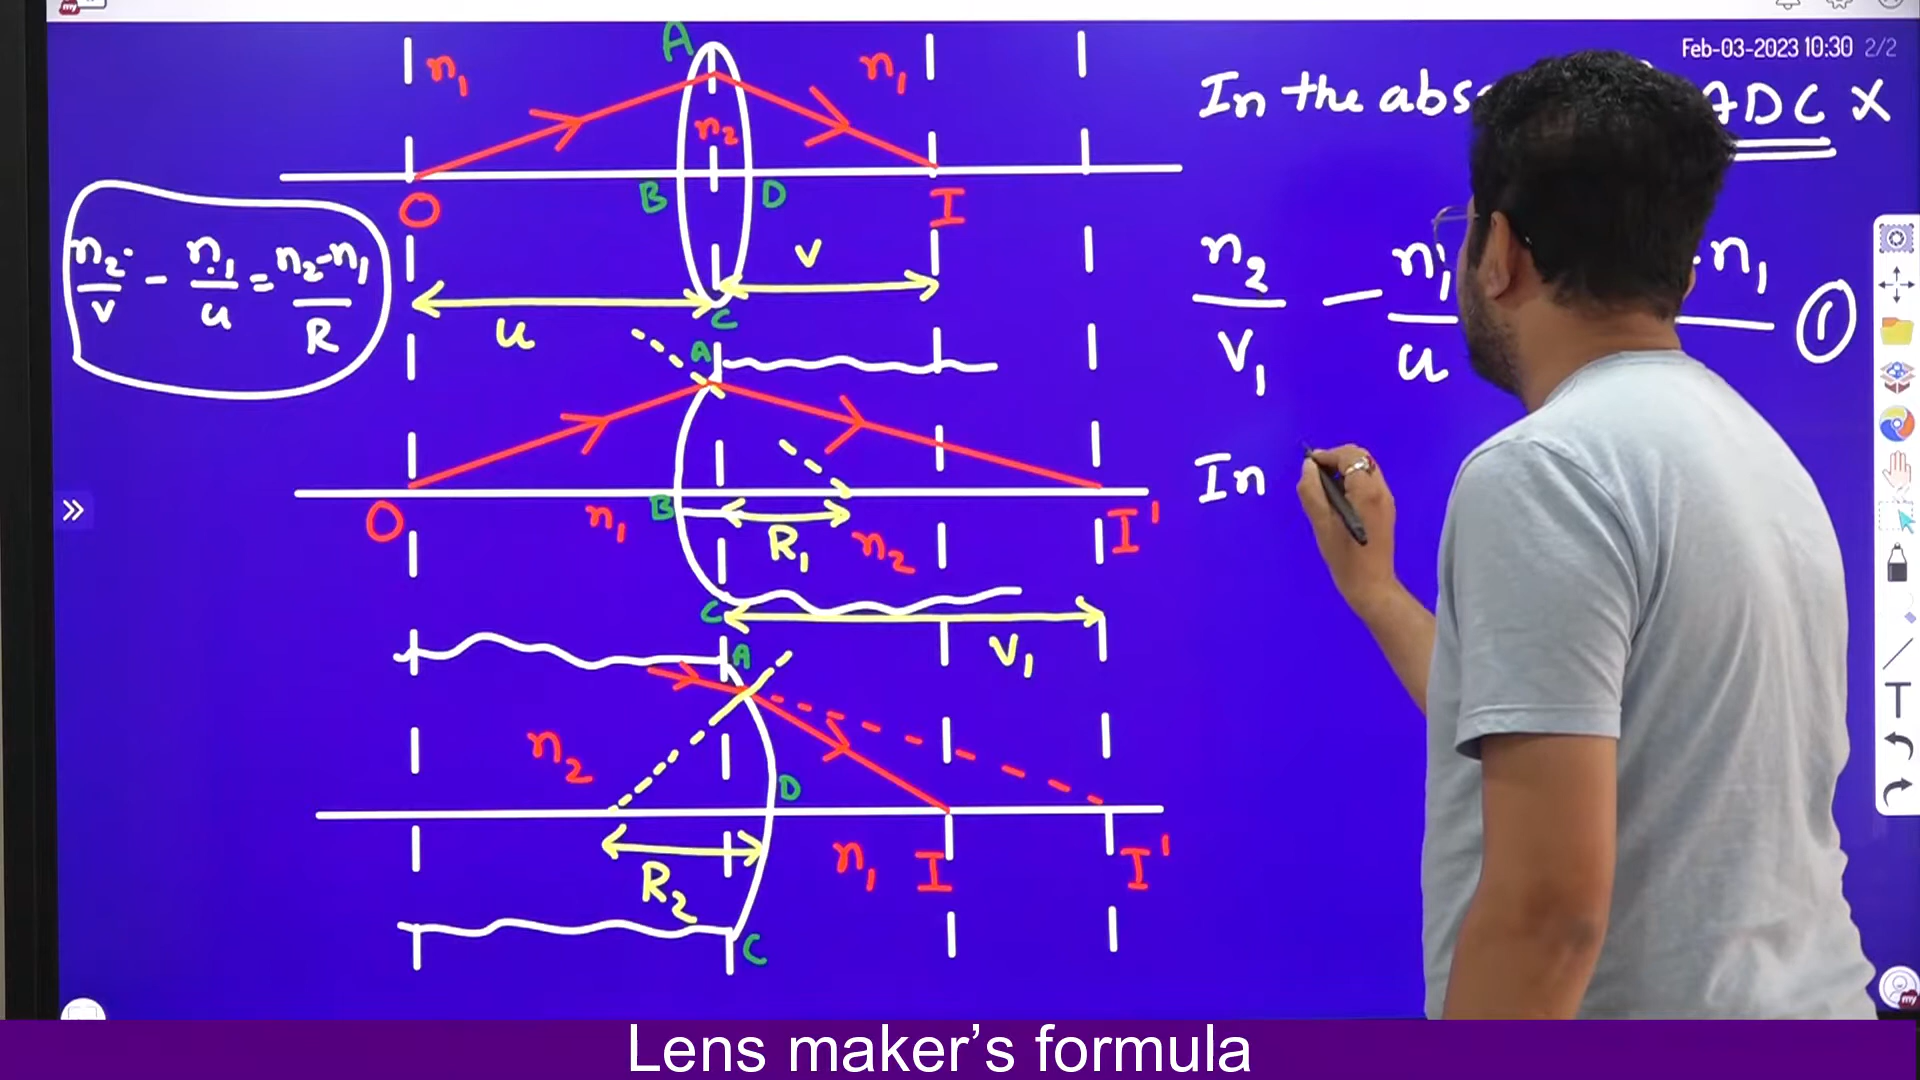 Feb-03-2023 10:30 2/2
A
n₁ n₁
n₂
B D
O I
u v
C
n₂/v - n₁/u = n₂-n₁/R
A
O n₁ B R₁ n₂ I'
C
v₁
A
n₂
D
R₂ n₁ I I'
C
In the ADC X
n₂/v₁ - n₁/u n₁ ①
In
Lens maker's formula